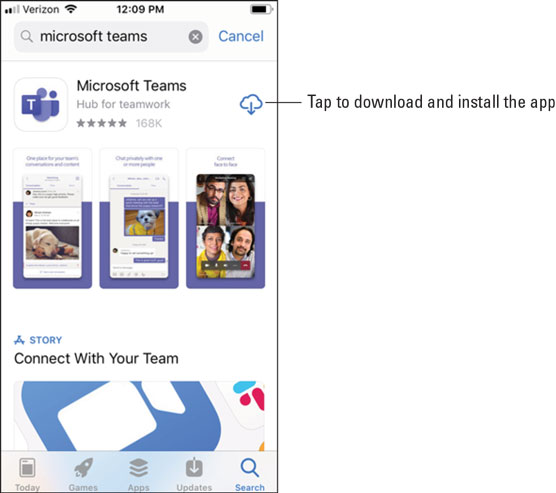 Verizon 12:09 PM
microsoft teams Cancel
Microsoft Teams
Hub for teamwork
168K
Tap to download and install the app
One place for your team's
conversations and content
Chat privately with one
or more people
Connect
face to face
T
STORY
Connect With Your Team
Today Games Apps Updates Search